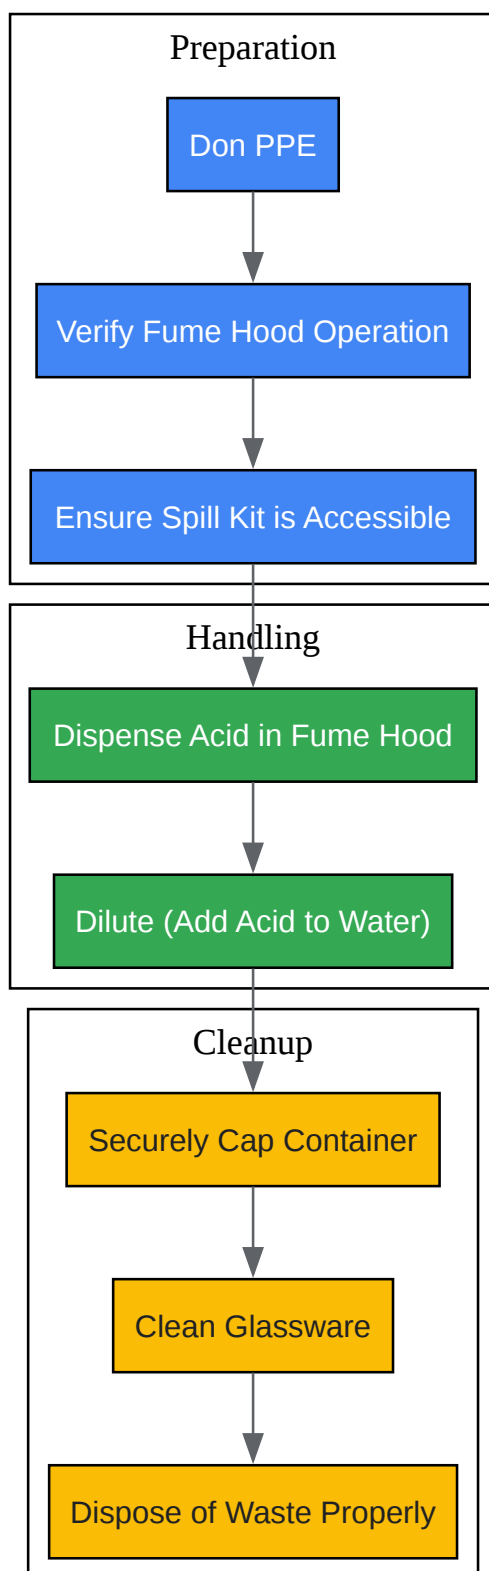 Preparation
Don PPE
Verify Fume Hood Operation
Ensure Spill Kit is Accessible
Handling
Dispense Acid in Fume Hood
Dilute (Add Acid to Water)
Cleanup
Securely Cap Container
Clean Glassware
Dispose of Waste Properly